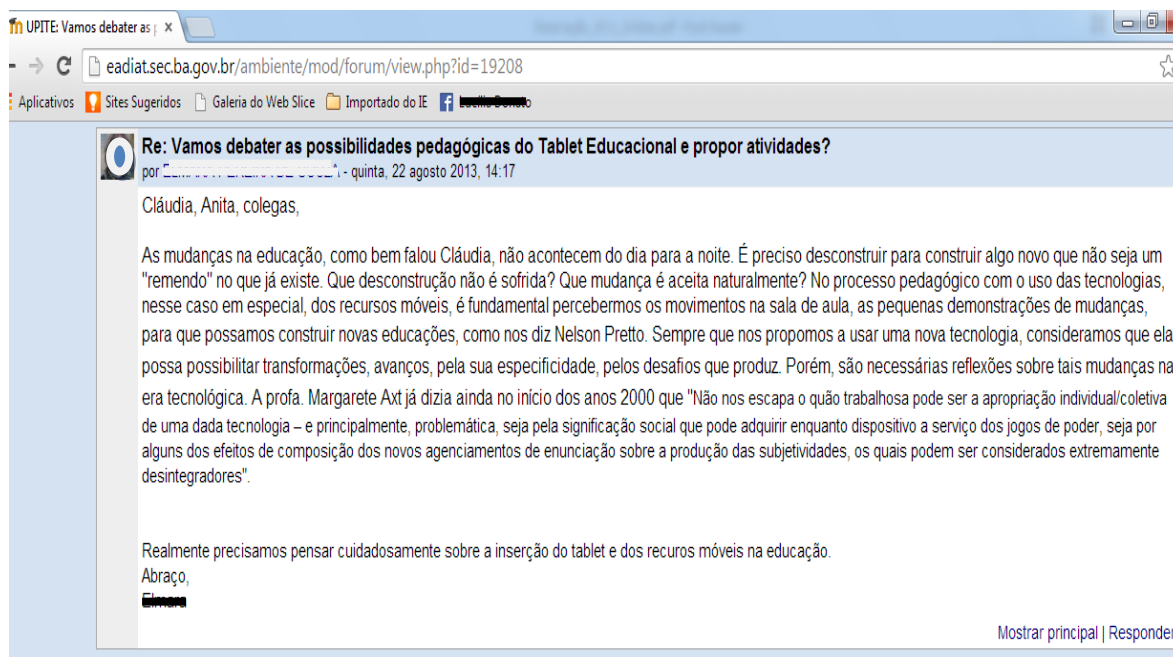 UPITE: Vamos debater as p x
eadiat.sec.ba.gov.br/ambiente/mod/forum/view.php?id=19208
Aplicativos Sites Sugeridos Galeria do Web Slice Importado do IE
Re: Vamos debater as possibilidades pedagógicas do Tablet Educacional e propor atividades?
por - quinta, 22 agosto 2013, 14:17
Cláudia, Anita, colegas,
As mudanças na educação, como bem falou Cláudia, não acontecem do dia para a noite. É preciso desconstruir para construir algo novo que não seja um
"remendo" no que já existe. Que desconstrução não é sofrida? Que mudança é aceita naturalmente? No processo pedagógico com o uso das tecnologias,
nesse caso em especial, dos recursos móveis, é fundamental percebermos os movimentos na sala de aula, as pequenas demonstrações de mudanças,
para que possamos construir novas educações, como nos diz Nelson Pretto. Sempre que nos propomos a usar uma nova tecnologia, consideramos que ela
possa possibilitar transformações, avanços, pela sua especificidade, pelos desafios que produz. Porém, são necessárias reflexões sobre tais mudanças na
era tecnológica. A profa. Margarete Axt já dizia ainda no início dos anos 2000 que "Não nos escapa o quão trabalhosa pode ser a apropriação individual/coletiva
de uma dada tecnologia – e principalmente, problemática, seja pela significação social que pode adquirir enquanto dispositivo a serviço dos jogos de poder, seja por
alguns dos efeitos de composição dos novos agenciamentos de enunciação sobre a produção das subjetividades, os quais podem ser considerados extremamente
desintegradores".
Realmente precisamos pensar cuidadosamente sobre a inserção do tablet e dos recuros móveis na educação.
Abraço,
Mostrar principal | Responder